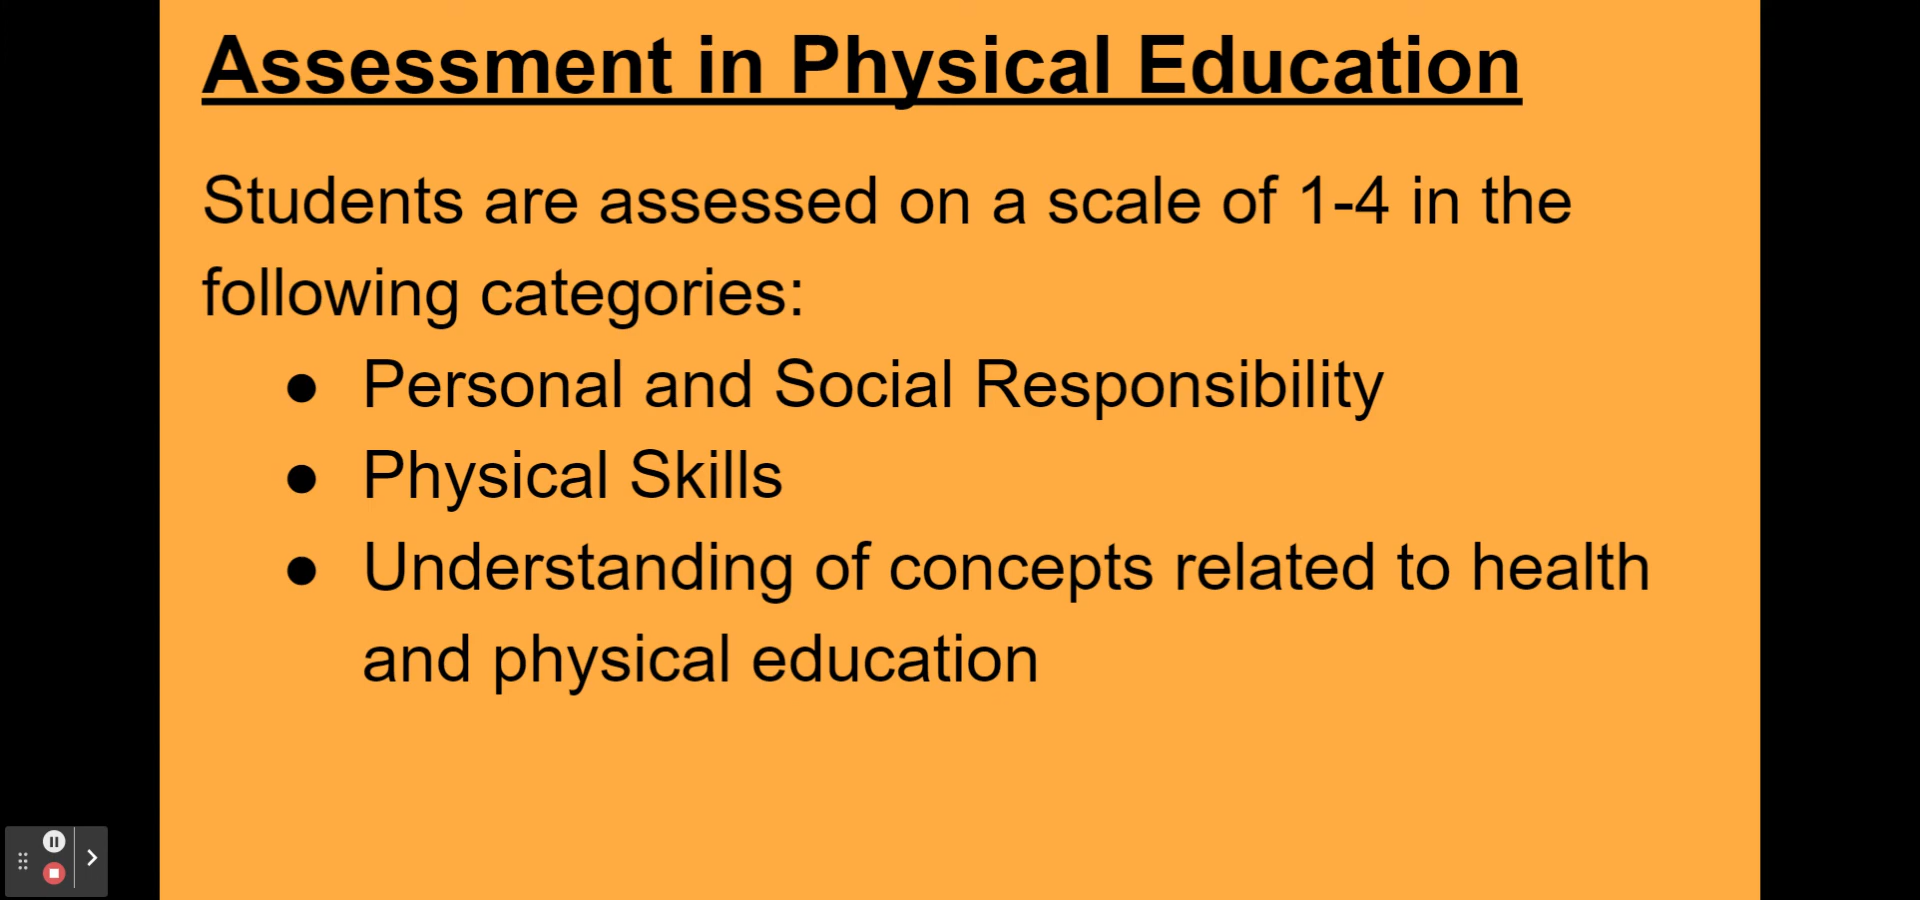 Assessment in Physical Education
Students are assessed on a scale of 1-4 in the
following categories:
● Personal and Social Responsibility
● Physical Skills
● Understanding of concepts related to health
and physical education